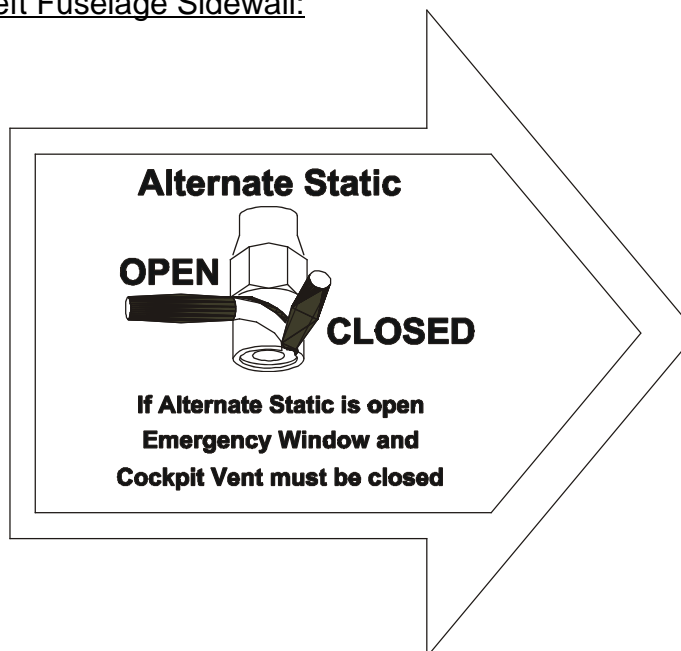 eft Fuselage Sidewall:
Alternate Static
OPEN
CLOSED
If Alternate Static is open
Emergency Window and
Cockpit Vent must be closed